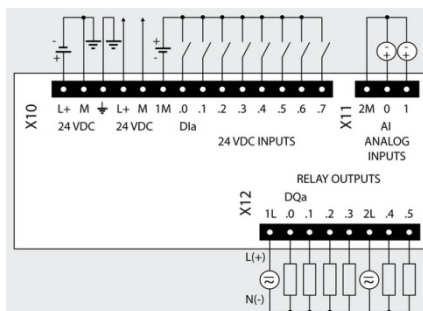 X10
L+ M ⏚ L+ M 1M .0 .1 .2 .3 .4 .5 .6 .7
24 VDC 24 VDC DIa
24 VDC INPUTS
X11
2M 0 1
AI
ANALOG
INPUTS
RELAY OUTPUTS
X12
DQa
1L .0 .1 .2 .3 2L .4 .5
L(+)
N(-)